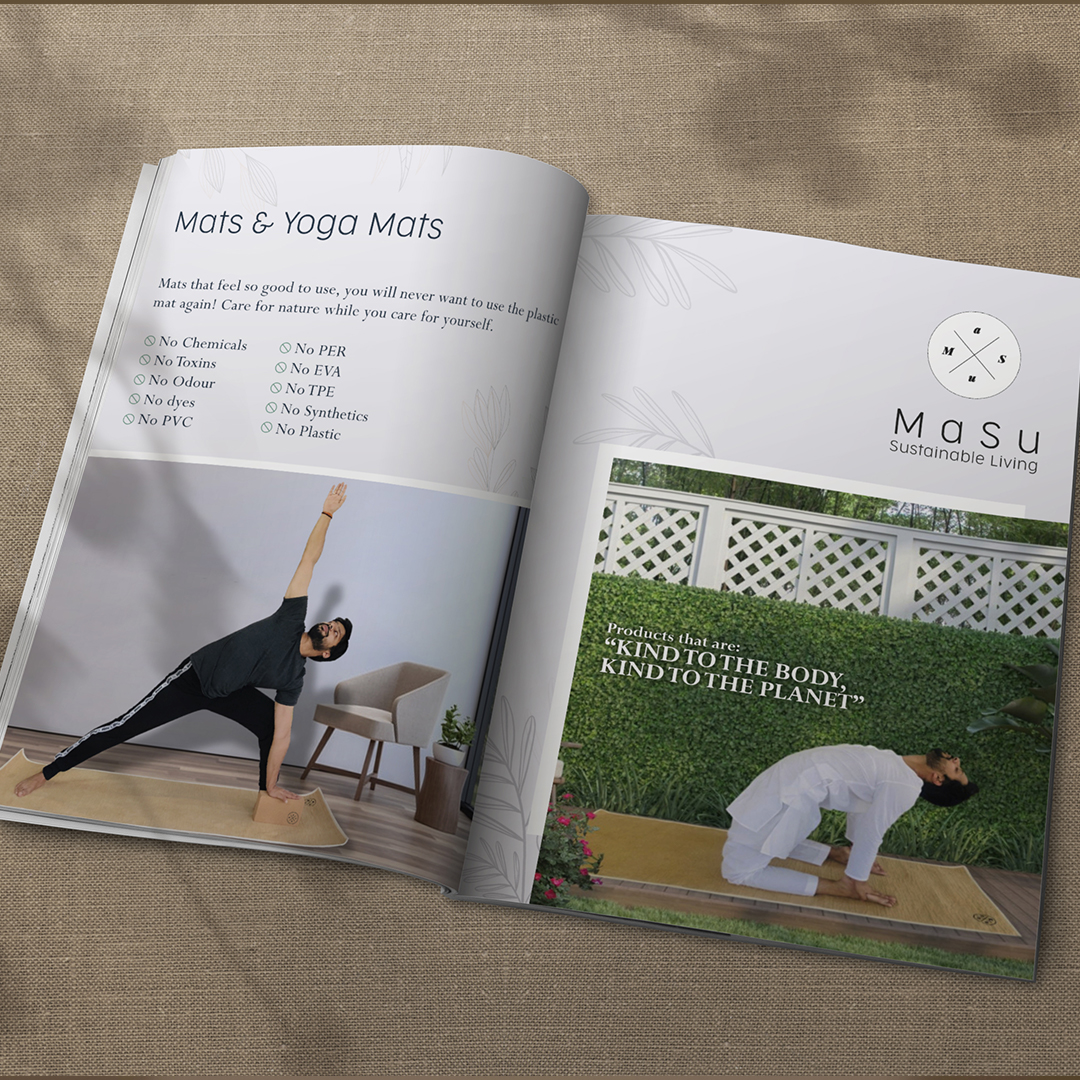 Mats & Yoga Mats
Mats that feel so good to use, you will never want to use the plastic
mat again! Care for nature while you care for yourself.
No Chemicals
No Toxins
No Odour
No dyes
No PVC
No PER
No EVA
No TPE
No Synthetics
No Plastic
a
M S
u
MaSu
Sustainable Living
Products that are:
“KIND TO THE BODY,
KIND TO THE PLANET”